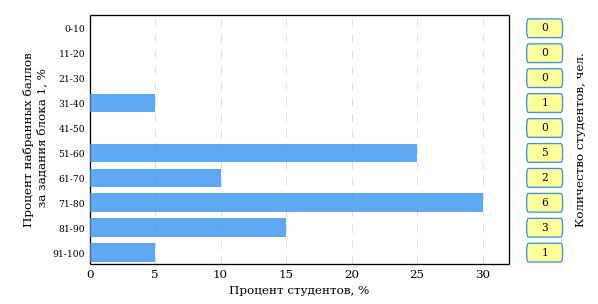 Процент набранных баллов
за задания блока 1, %
0-10 0
11-20 0
21-30 0
31-40 1
41-50 0
51-60 5
61-70 2
71-80 6
81-90 3
91-100 1
0 5 10 15 20 25 30
Процент студентов, %
Количество студентов, чел.